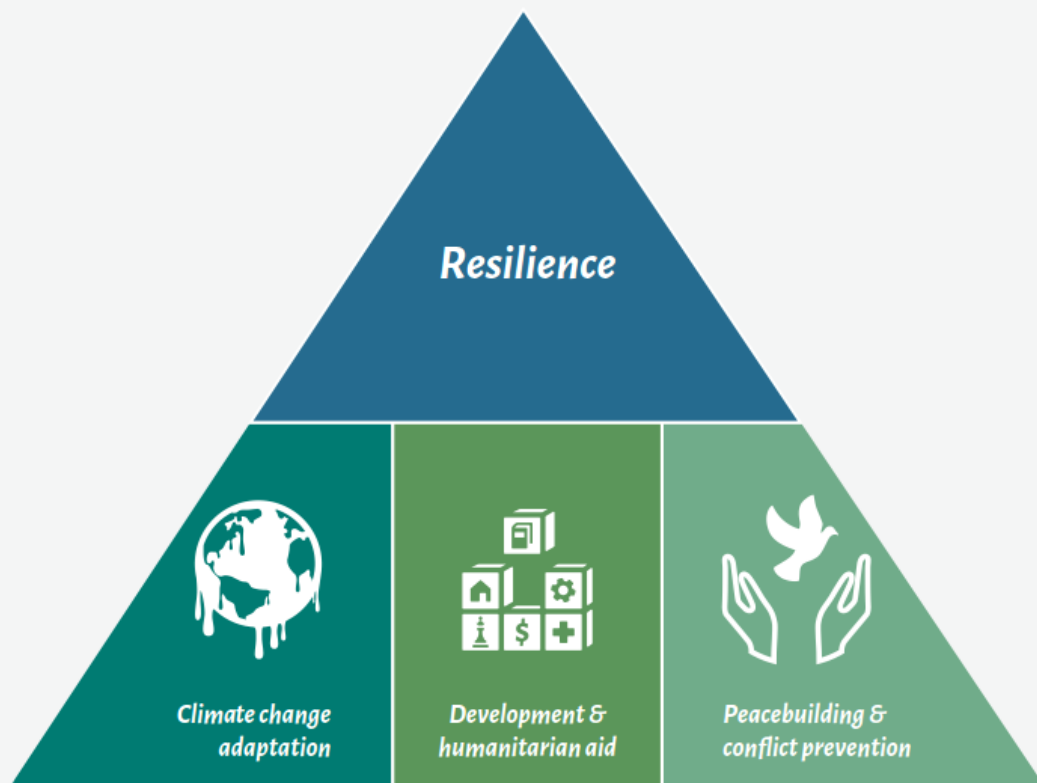 Resilience
Climate change
adaptation
Development &
humanitarian aid
$
Peacebuilding &
conflict prevention